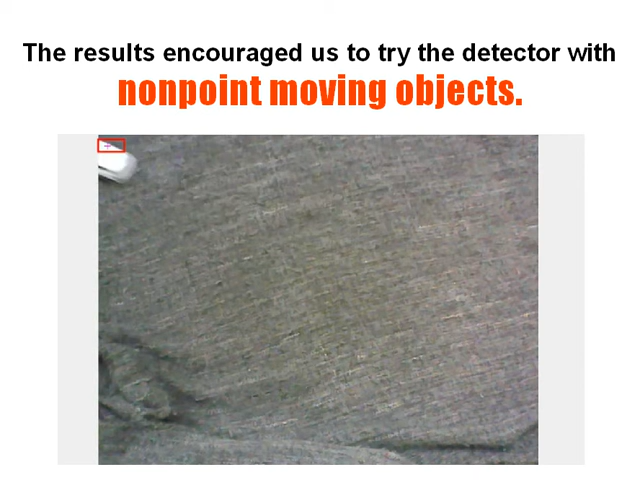 The results encouraged us to try the detector with
nonpoint moving objects.